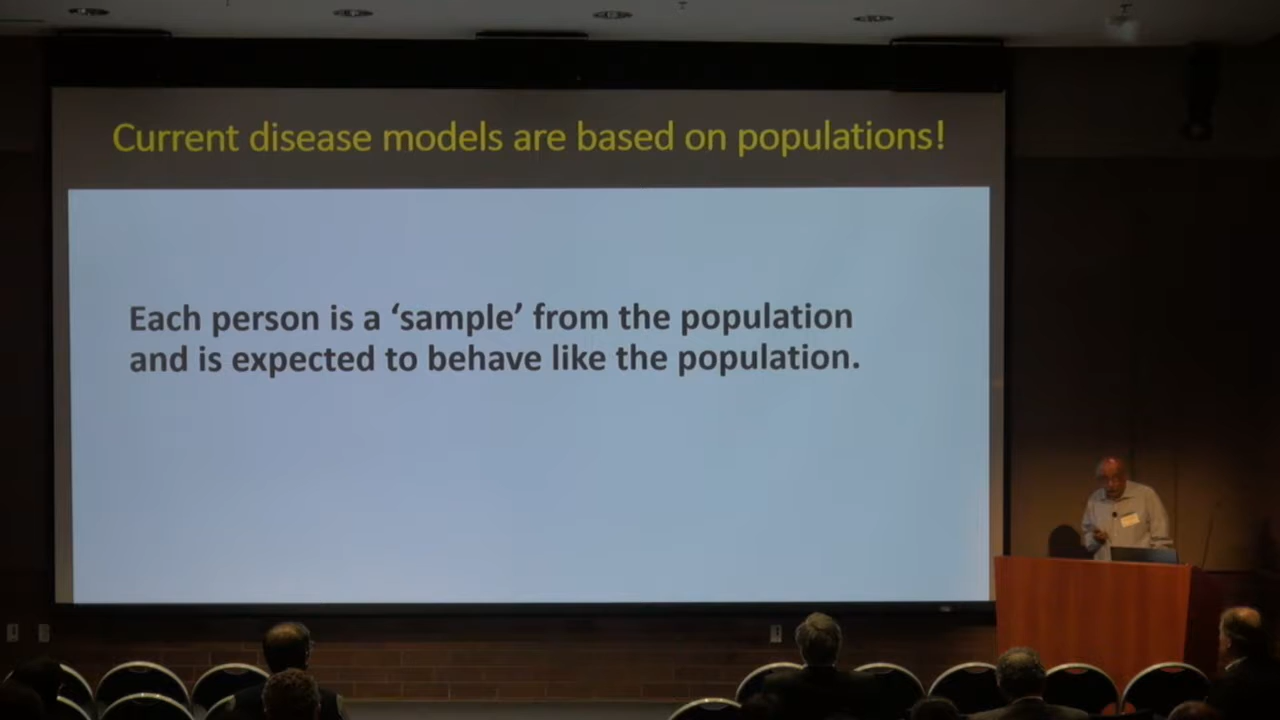 Current disease models are based on populations!
Each person is a ‘sample’ from the population
and is expected to behave like the population.